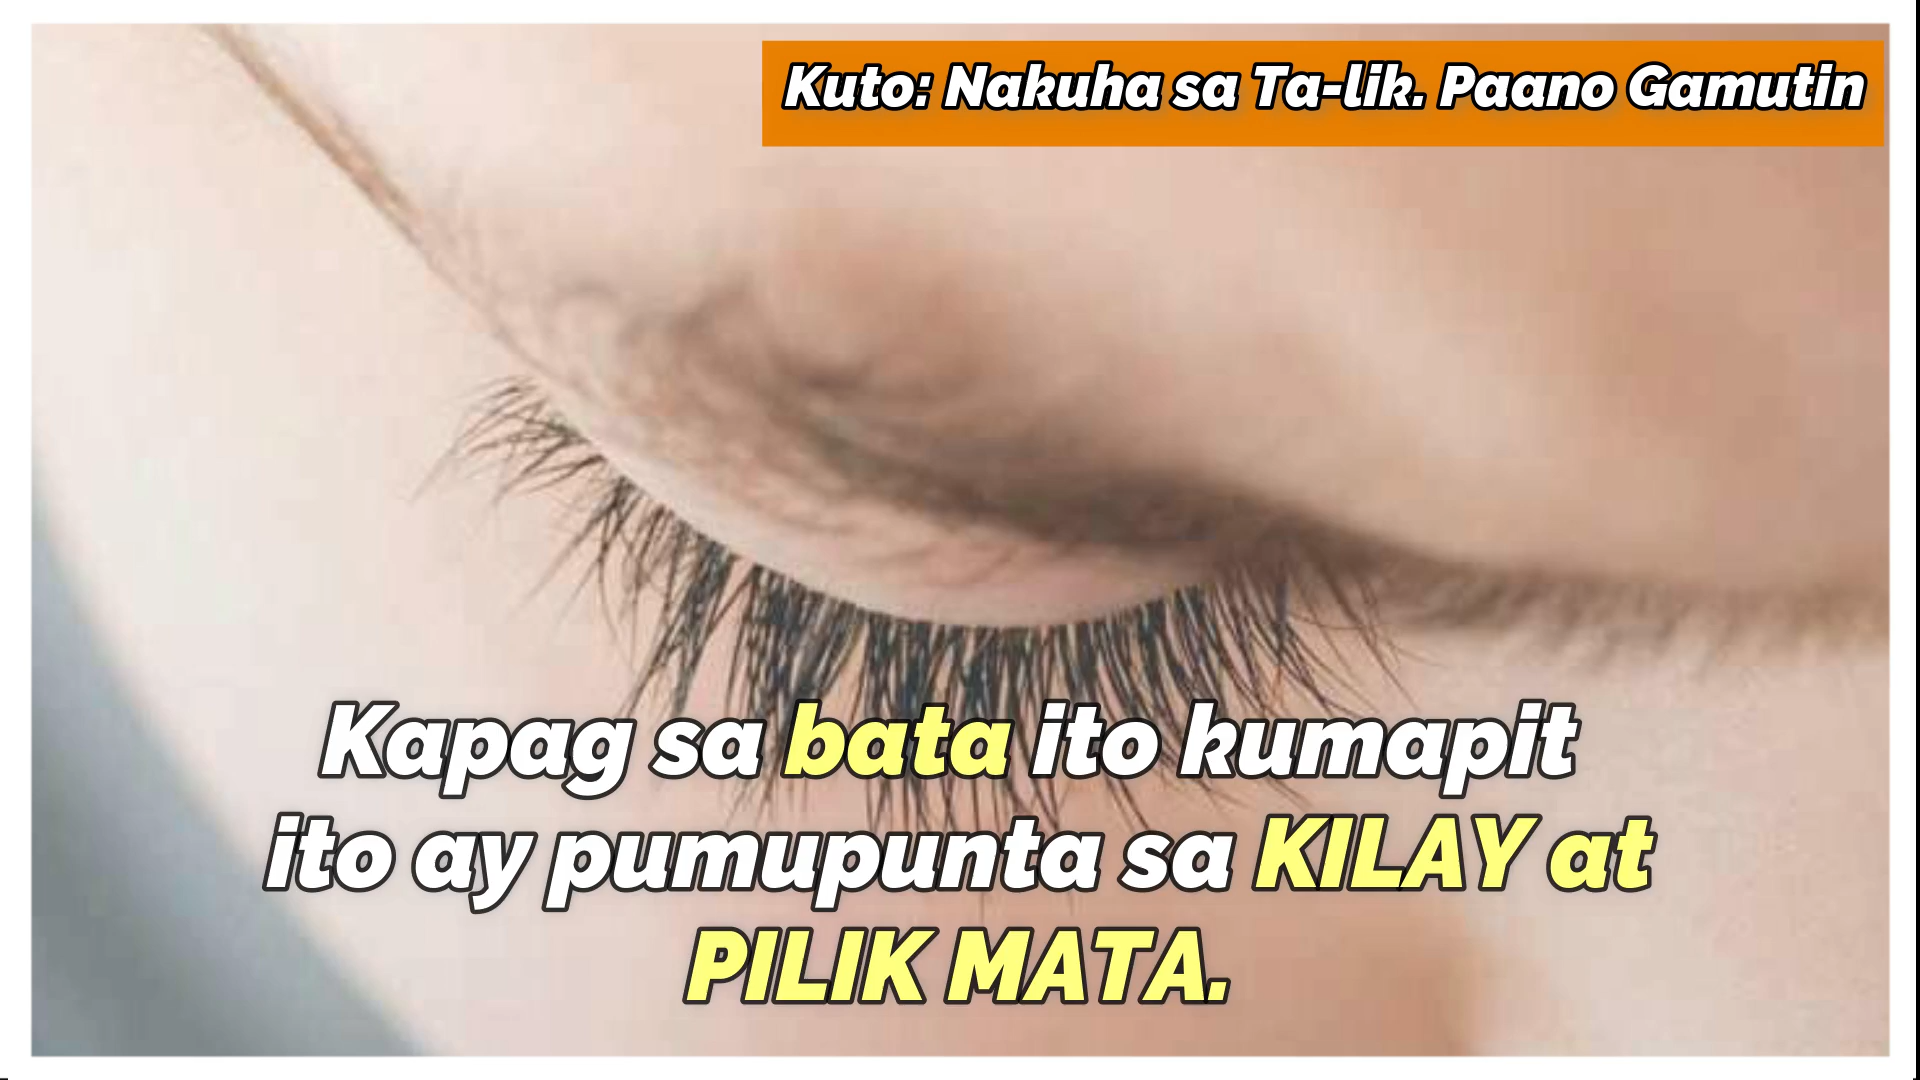 Kuto: Nakuha sa Ta-lik. Paano Gamutin
Kapag sa bata ito kumapit
ito ay pumupunta sa KILAY at
PILIK MATA.